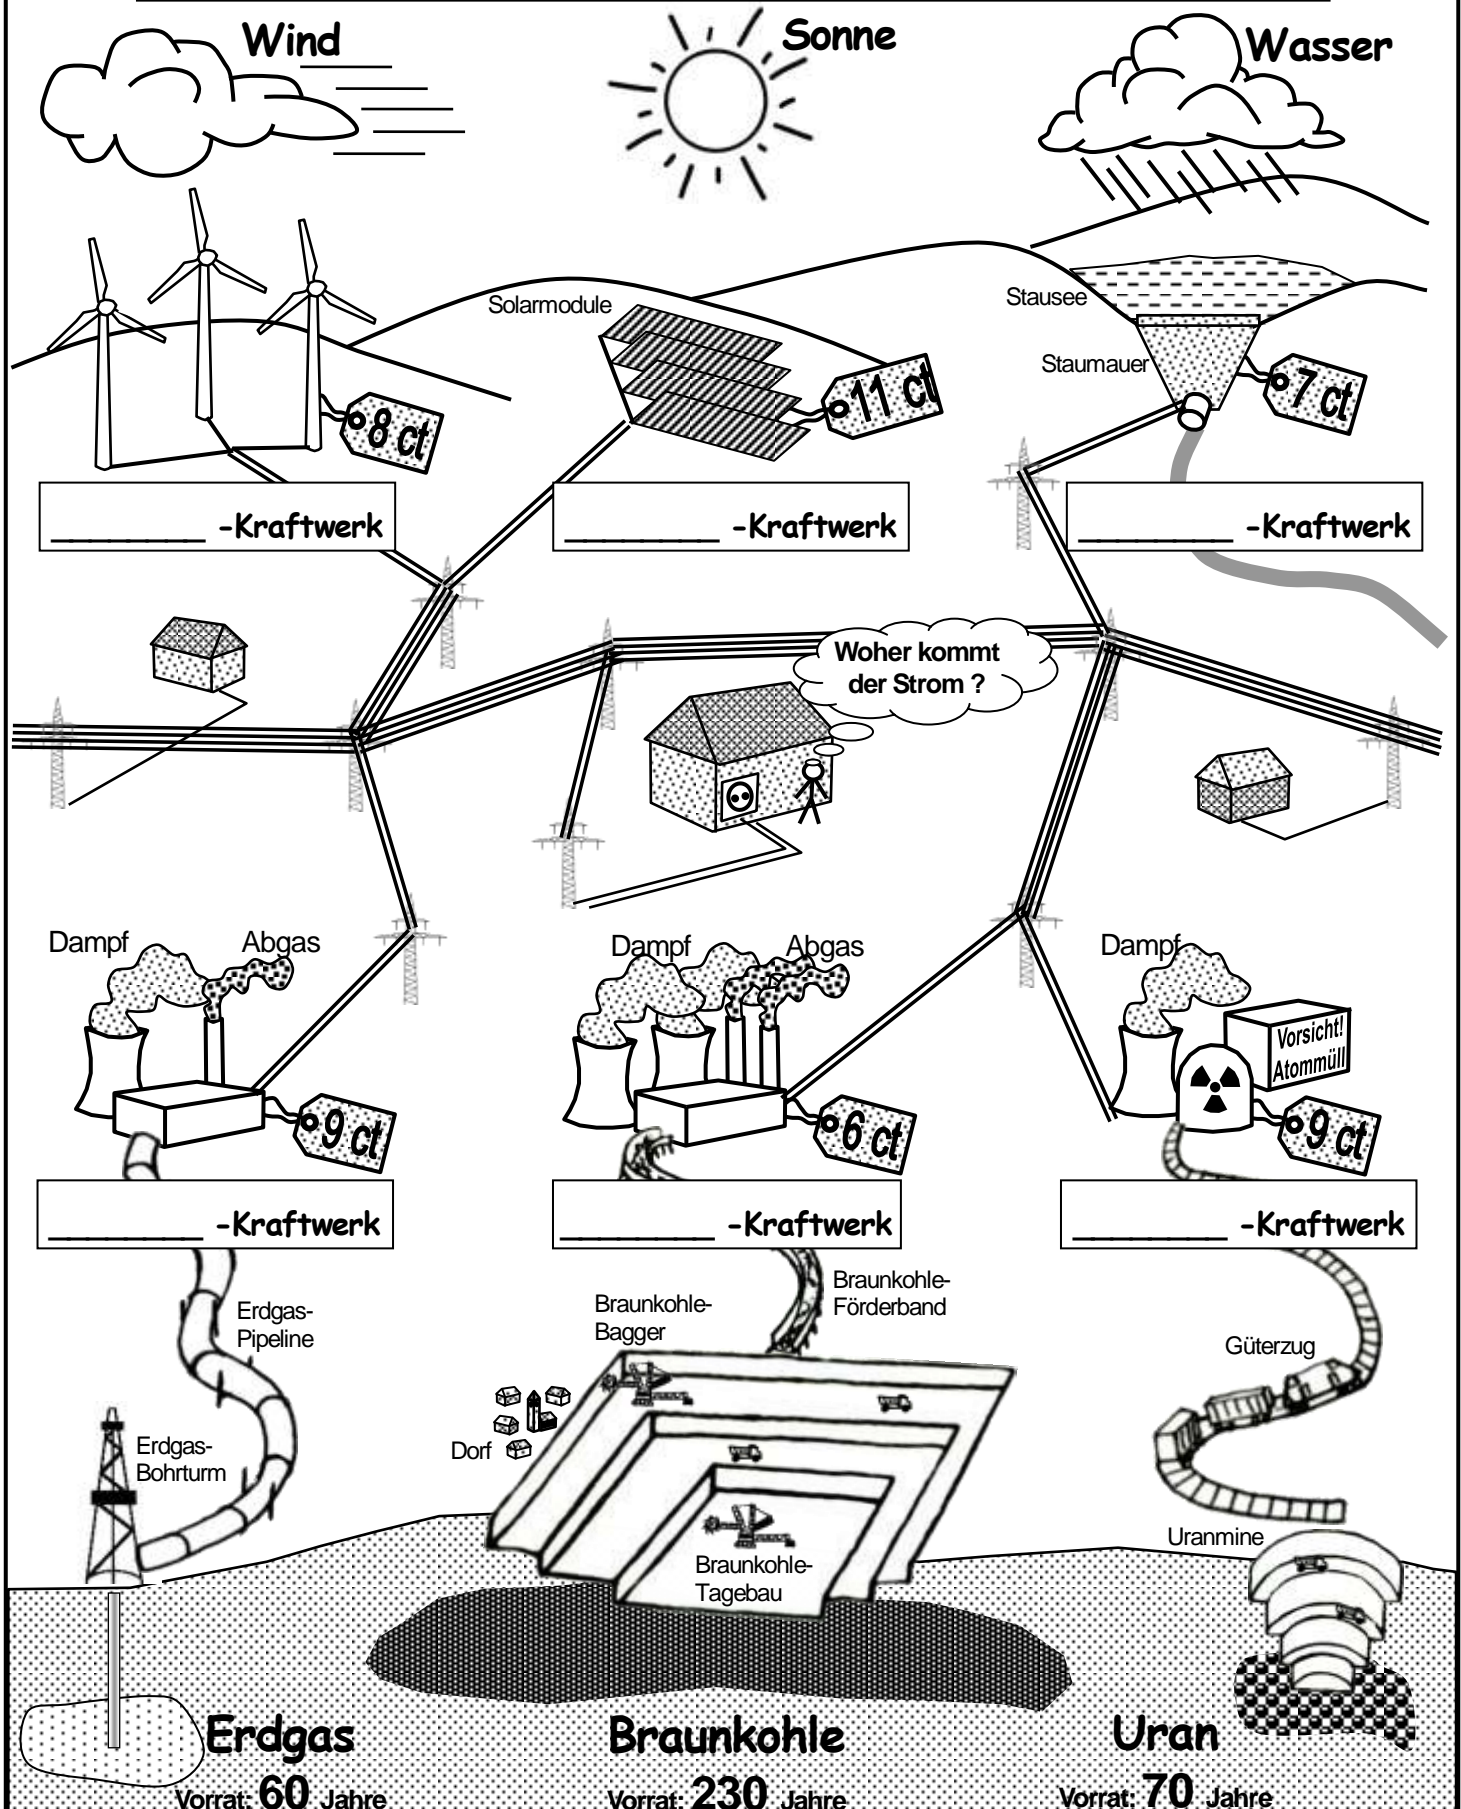 Wind
Sonne
Wasser
Solarmodule
Stausee
Staumauer
8 ct
11 ct
7 ct
________ -Kraftwerk
________ -Kraftwerk
________ -Kraftwerk
Woher kommt
der Strom ?
Dampf
Abgas
Dampf
Abgas
Dampf
Vorsicht!
Atommüll
9 ct
6 ct
9 ct
________ -Kraftwerk
________ -Kraftwerk
________ -Kraftwerk
Erdgas-
Pipeline
Braunkohle-
Bagger
Braunkohle-
Förderband
Güterzug
Erdgas-
Bohrturm
Dorf
Uranmine
Braunkohle-
Tagebau
Erdgas
Braunkohle
Uran
Vorrat: 60 Jahre
Vorrat: 230 Jahre
Vorrat: 70 Jahre